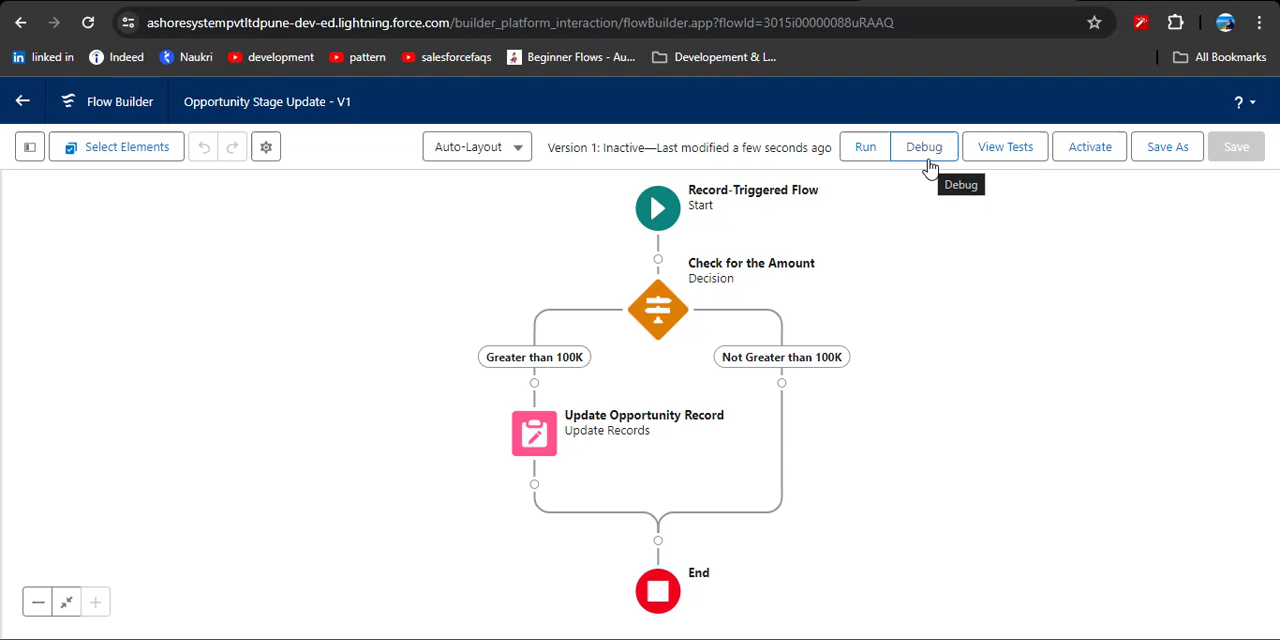 ashoresystempvtltdpune-dev-ed.lightning.force.com/builder_platform_interaction/flowBuilder.app?flowId=3015i00000088uRAAQ
linked in
Indeed
Naukri
development
pattern
salesforcefaqs
Beginner Flows - Au...
Developement & L...
All Bookmarks
Flow Builder
Opportunity Stage Update - V1
?
Select Elements
Auto-Layout
Version 1: Inactive—Last modified a few seconds ago
Run
Debug
View Tests
Activate
Save As
Save
Debug
Record-Triggered Flow
Start
Check for the Amount
Decision
Greater than 100K
Not Greater than 100K
Update Opportunity Record
Update Records
End